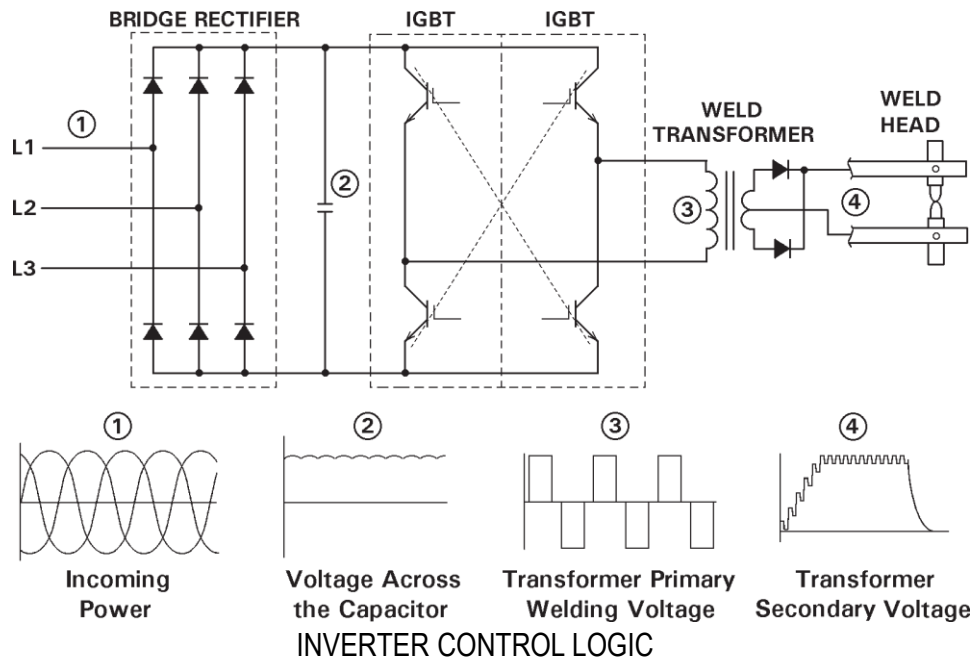 BRIDGE RECTIFIER
IGBT
IGBT
WELD
TRANSFORMER
WELD
HEAD
①
L1
L2
L3
②
③
④
①
②
③
④
Incoming
Power
Voltage Across
the Capacitor
Transformer Primary
Welding Voltage
Transformer
Secondary Voltage
INVERTER CONTROL LOGIC